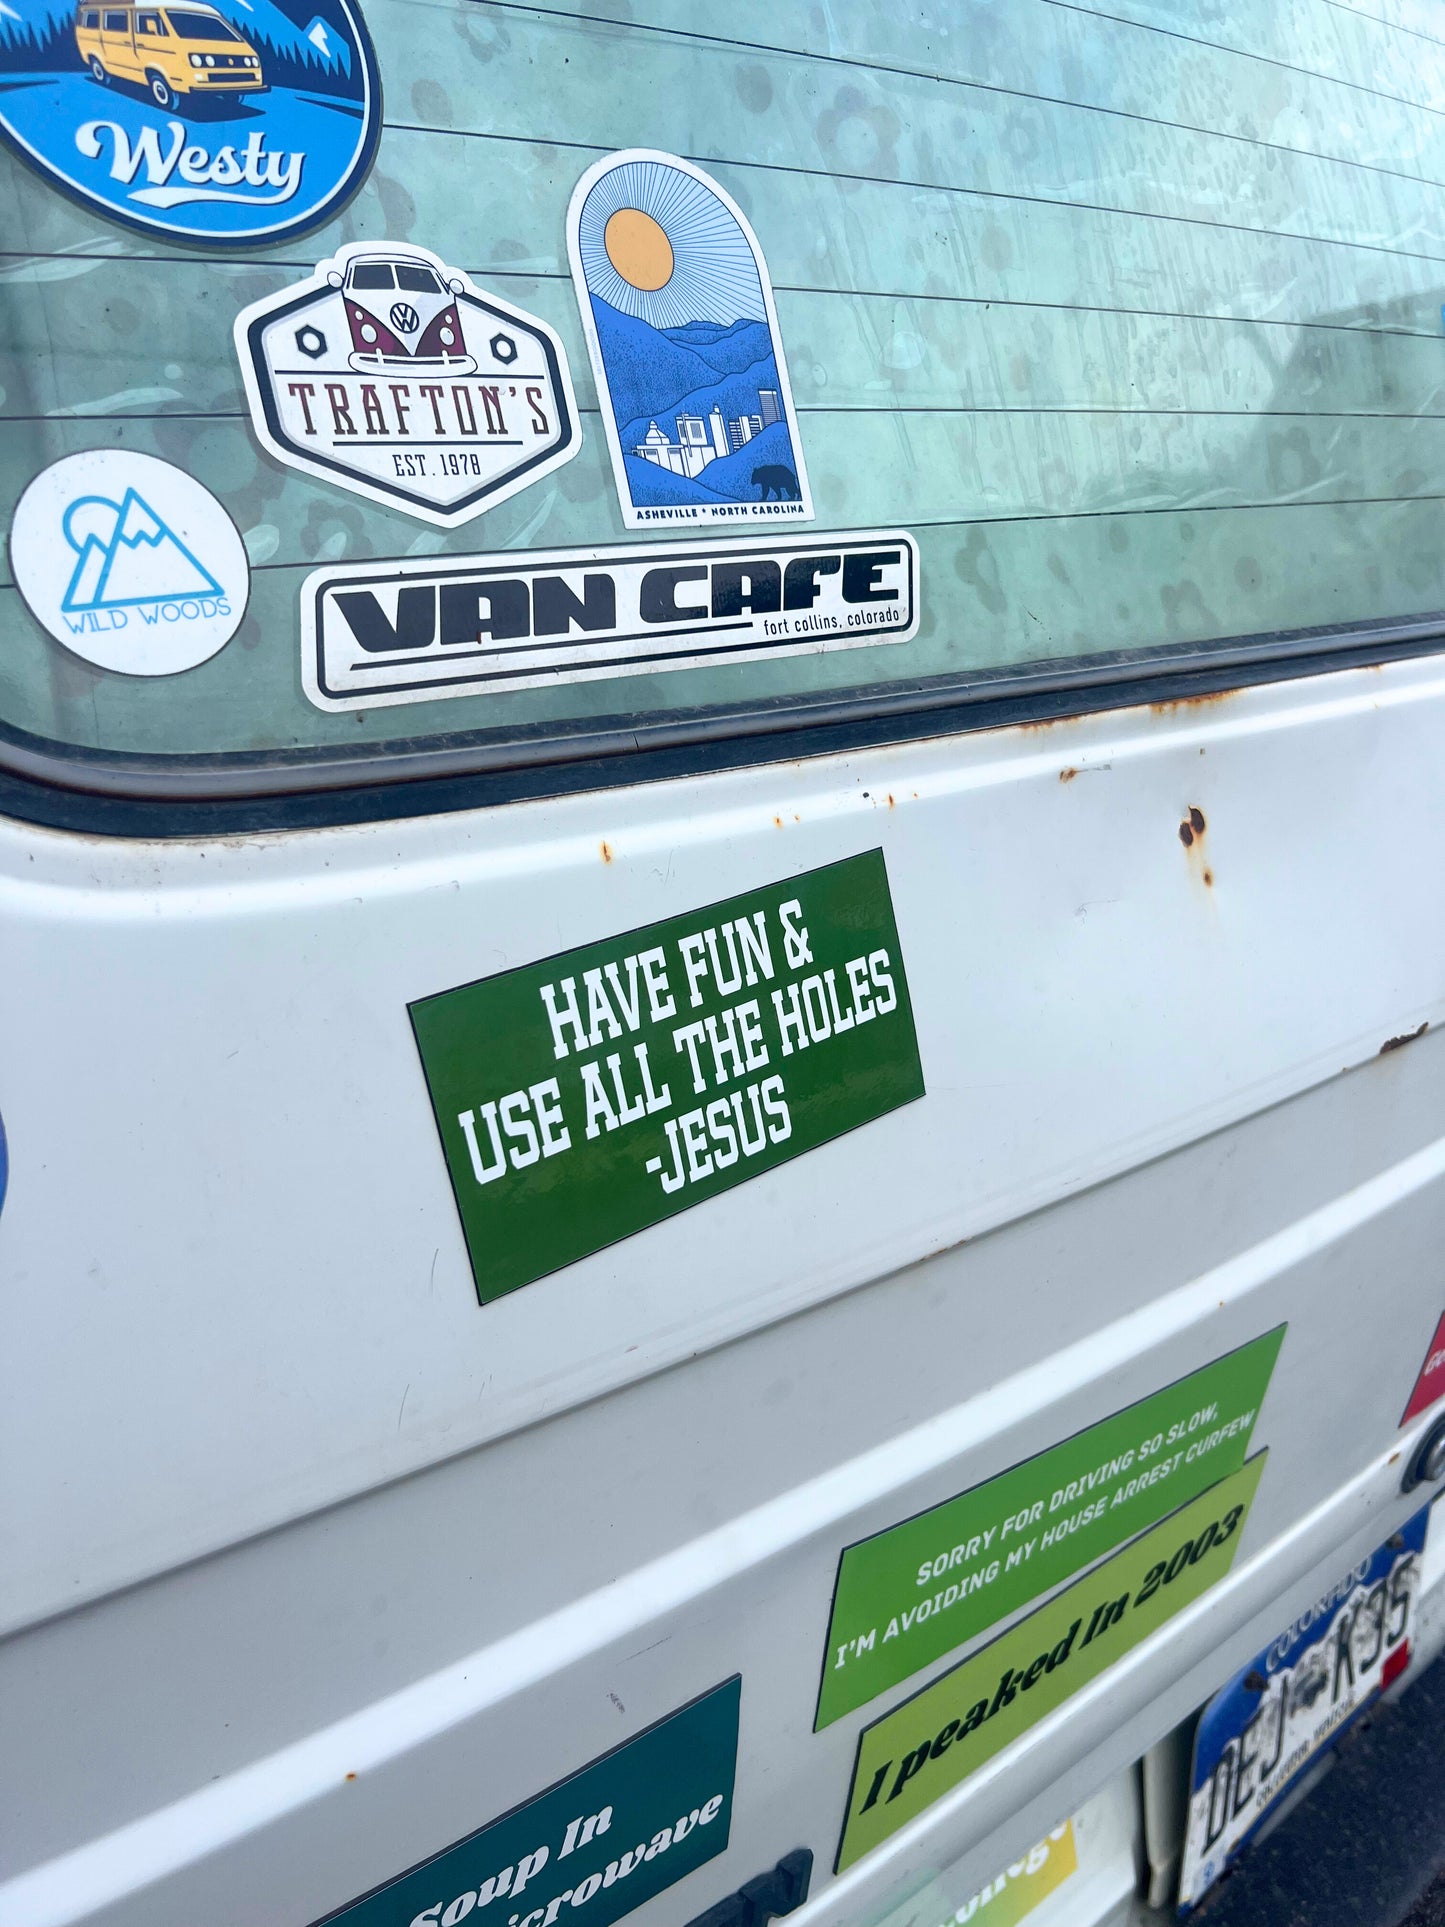 Westy
TRAFTON'S
EST. 1978
ASHEVILLE * NORTH CAROLINA
WILD WOODS
VAN CAFE
fort collins, colorado
HAVE FUN &
USE ALL THE HOLES
-JESUS
SORRY FOR DRIVING SO SLOW,
I'M AVOIDING MY HOUSE ARREST CURFEW
I peaked In 2003
Soup In
COLORADO